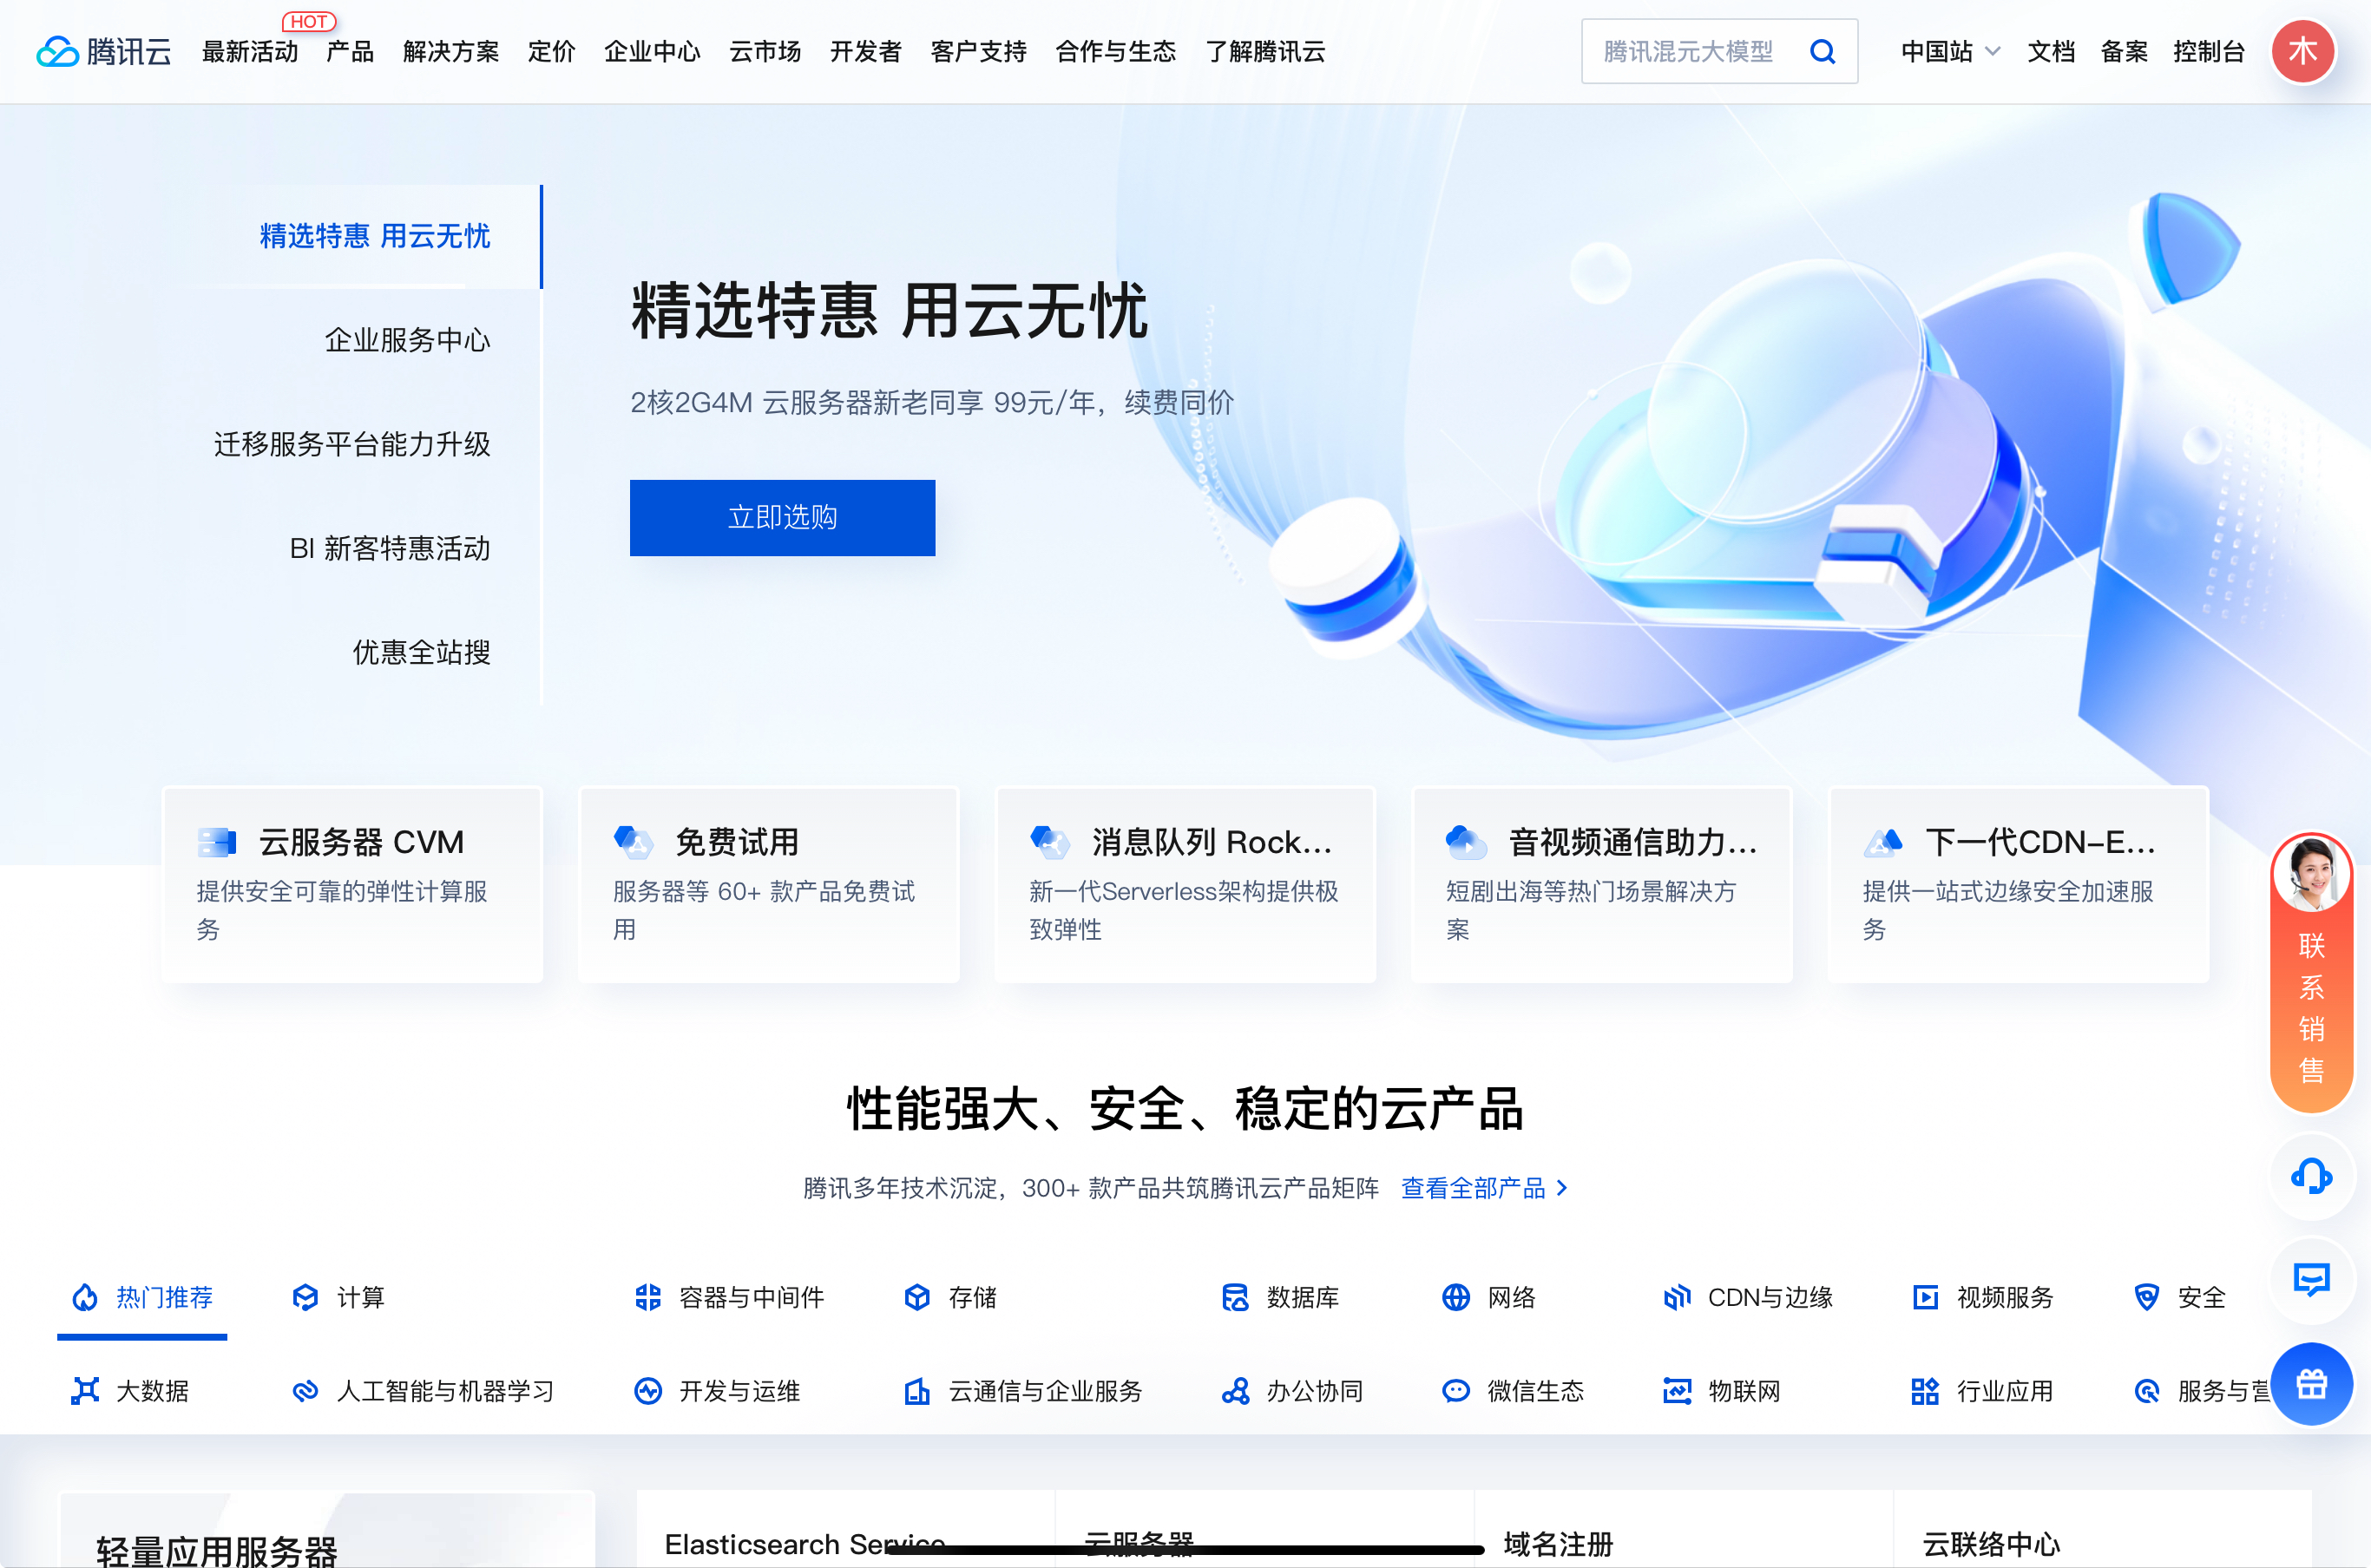 腾讯云
最新活动
HOT
产品
解决方案
定价
企业中心
云市场
开发者
客户支持
合作与生态
了解腾讯云
腾讯混元大模型
中国站
文档
备案
控制台
木
精选特惠 用云无忧
企业服务中心
迁移服务平台能力升级
BI 新客特惠活动
优惠全站搜
精选特惠 用云无忧
2核2G4M 云服务器新老同享 99元/年，续费同价
立即选购
云服务器 CVM
提供安全可靠的弹性计算服
务
免费试用
服务器等 60+ 款产品免费试
用
消息队列 Rock...
新一代Serverless架构提供极
致弹性
音视频通信助力...
短剧出海等热门场景解决方
案
下一代CDN-E...
提供一站式边缘安全加速服
务
联
系
销
售
性能强大、安全、稳定的云产品
腾讯多年技术沉淀，300+ 款产品共筑腾讯云产品矩阵 查看全部产品
热门推荐
计算
容器与中间件
存储
数据库
网络
CDN与边缘
视频服务
安全
大数据
人工智能与机器学习
开发与运维
云通信与企业服务
办公协同
微信生态
物联网
行业应用
服务与营
轻量应用服务器
Elasticsearch Service
云服务器
域名注册
云联络中心